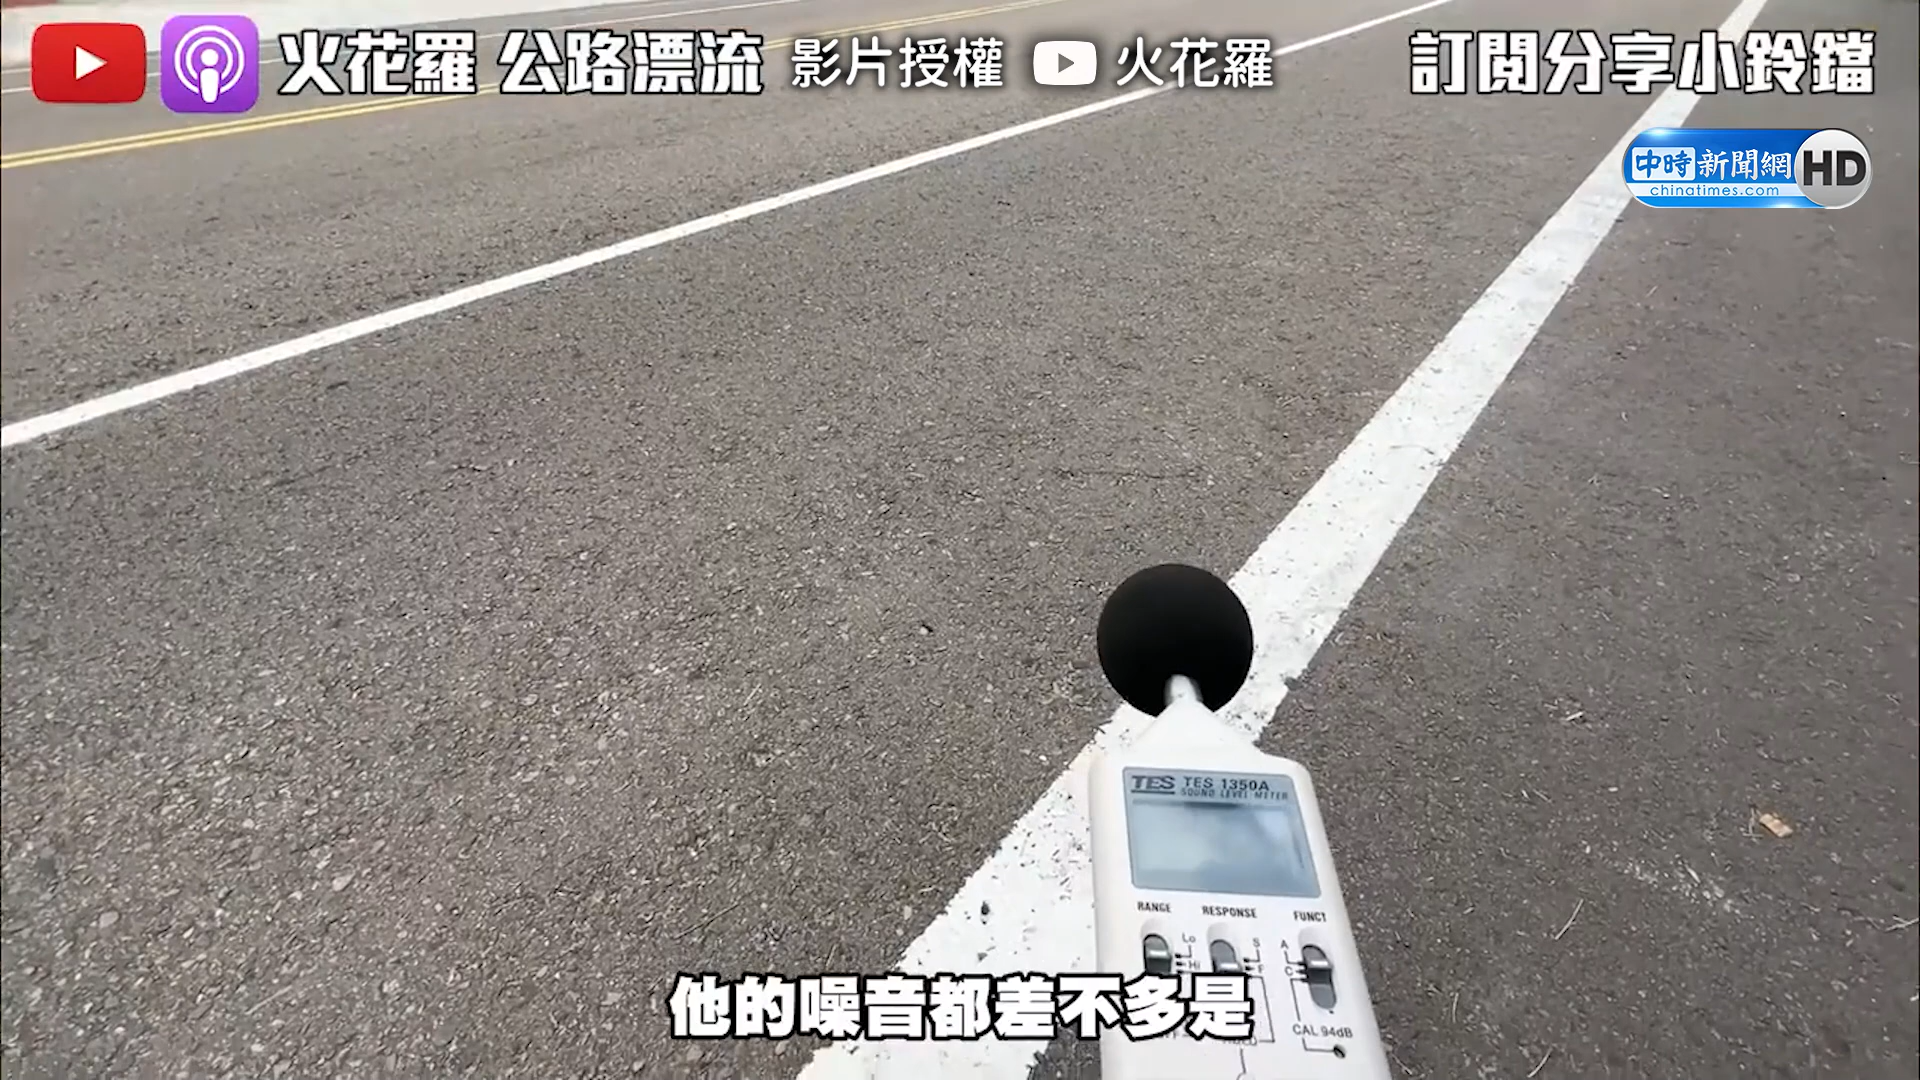 火花羅 公路漂流 影片授權 火花羅 訂閱分享小鈴鐺
中時新聞網 HD
chinatimes.com
TES TES 1350A
SOUND LEVEL METER
RANGE RESPONSE FUNCT
Lo S A
Hi F C
他的噪音都差不多是
CAL 94dB